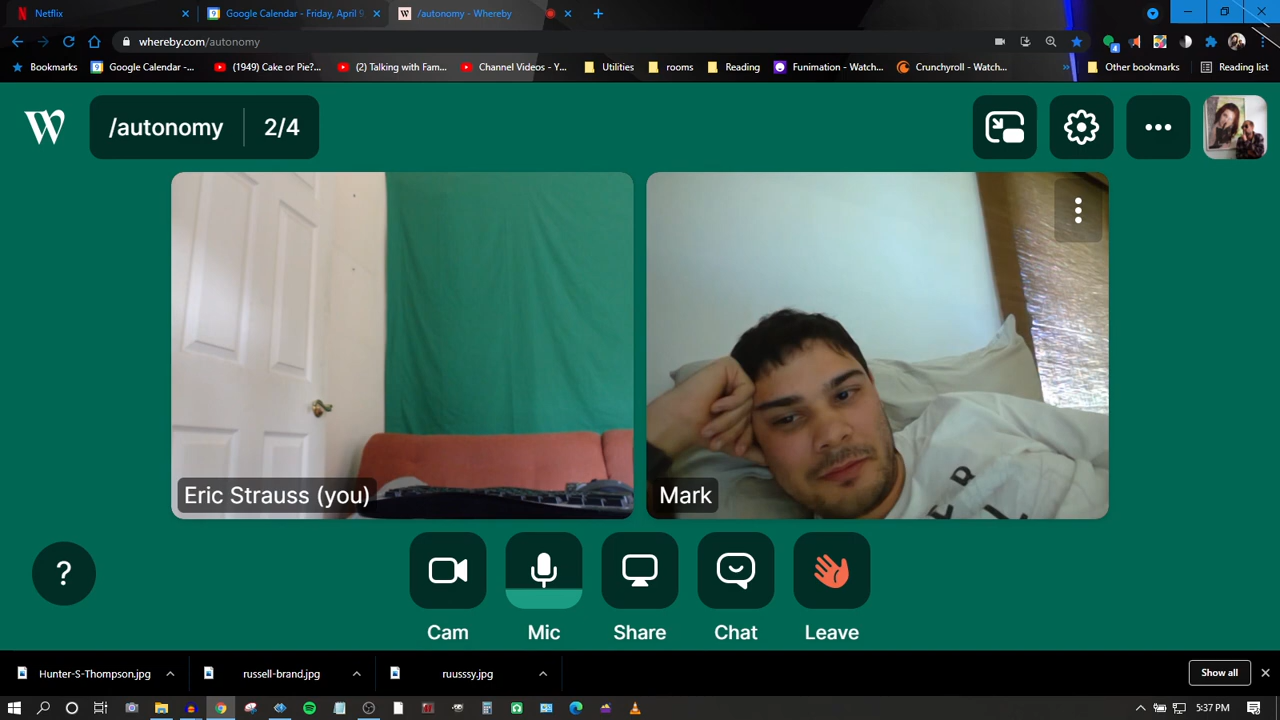 Netflix
Google Calendar - Friday, April 9
/autonomy - Whereby
whereby.com/autonomy
4
Bookmarks
Google Calendar -...
(1949) Cake or Pie?...
(2) Talking with Fam...
Channel Videos - Y...
Utilities
rooms
Reading
Funimation - Watch...
Crunchyroll - Watch...
»
Other bookmarks
Reading list
/autonomy
2/4
Eric Strauss (you)
Mark
?
Cam
Mic
Share
Chat
Leave
Hunter-S-Thompson.jpg
russell-brand.jpg
ruusssy.jpg
Show all
5:37 PM